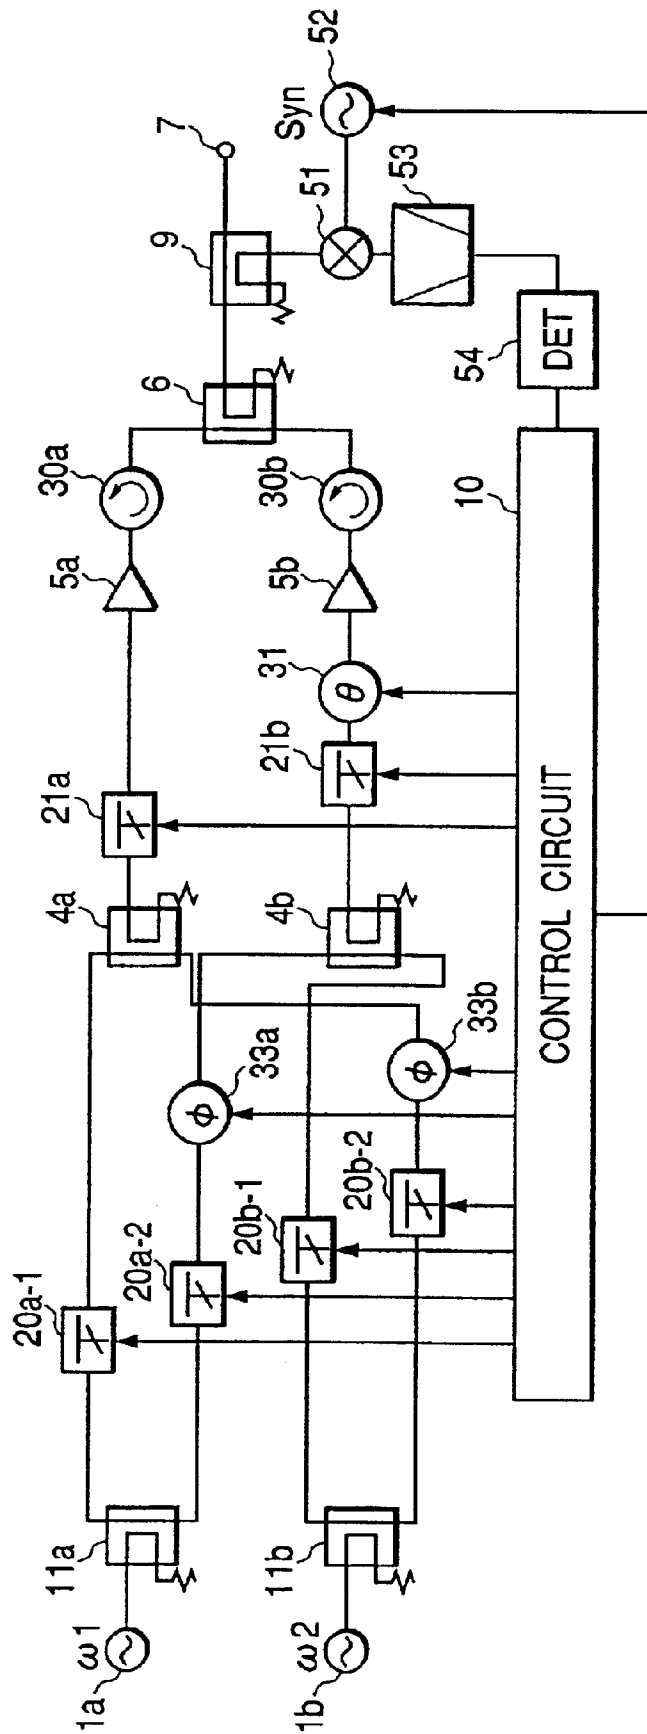 1a
ω1
11a
20a-1
20a-2
33a
4a
21a
5a
30a
6
9
7
1b
ω2
11b
20b-1
20b-2
33b
4b
21b
31
5b
30b
51
Syn
52
53
54
DET
10
CONTROL CIRCUIT
ϕ
ϕ
θ